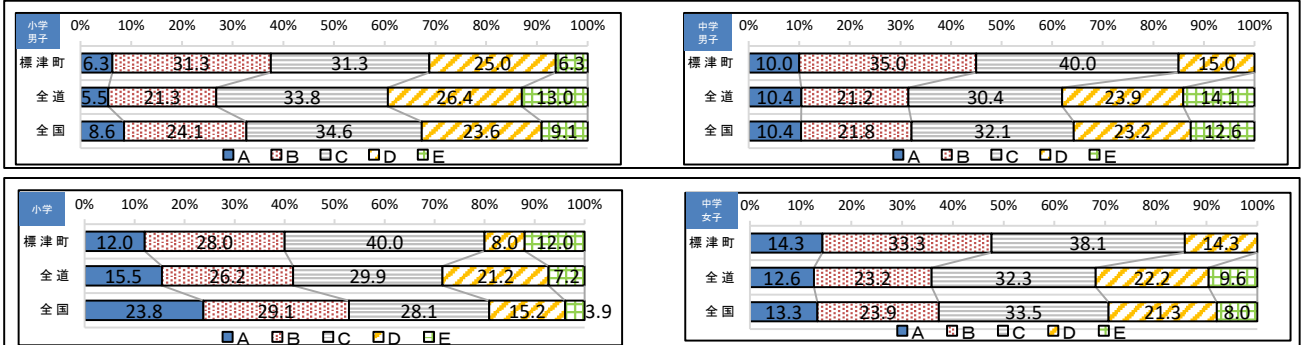 小学
男子
0% 10% 20% 30% 40% 50% 60% 70% 80% 90% 100%
標津町 6.3 31.3 31.3 25.0 6.3
全道 5.5 21.3 33.8 26.4 13.0
全国 8.6 24.1 34.6 23.6 9.1
A B C D E
中学
男子
0% 10% 20% 30% 40% 50% 60% 70% 80% 90% 100%
標津町 10.0 35.0 40.0 15.0
全道 10.4 21.2 30.4 23.9 14.1
全国 10.4 21.8 32.1 23.2 12.6
A B C D E
小学
0% 10% 20% 30% 40% 50% 60% 70% 80% 90% 100%
標津町 12.0 28.0 40.0 8.0 12.0
全道 15.5 26.2 29.9 21.2 7.2
全国 23.8 29.1 28.1 15.2 3.9
A B C D E
中学
女子
0% 10% 20% 30% 40% 50% 60% 70% 80% 90% 100%
標津町 14.3 33.3 38.1 14.3
全道 12.6 23.2 32.3 22.2 9.6
全国 13.3 23.9 33.5 21.3 8.0
A B C D E